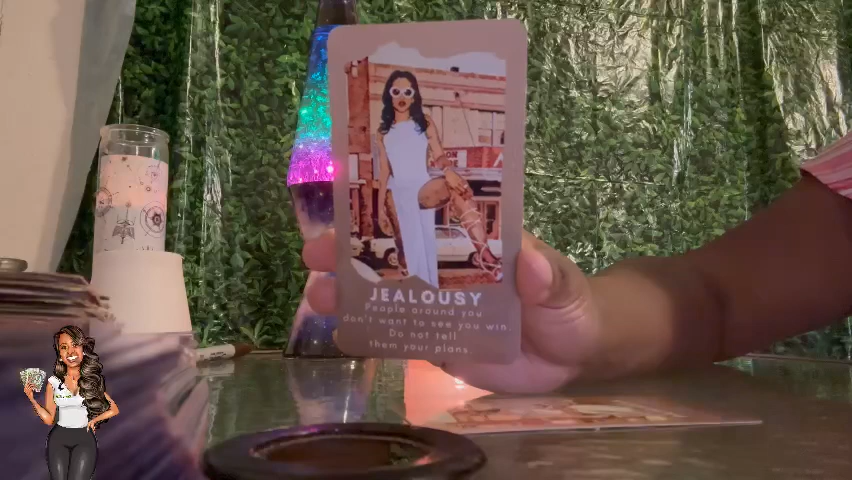 JEALOUSY
People around you
don't want to see you win.
Do not tell
them your plans.